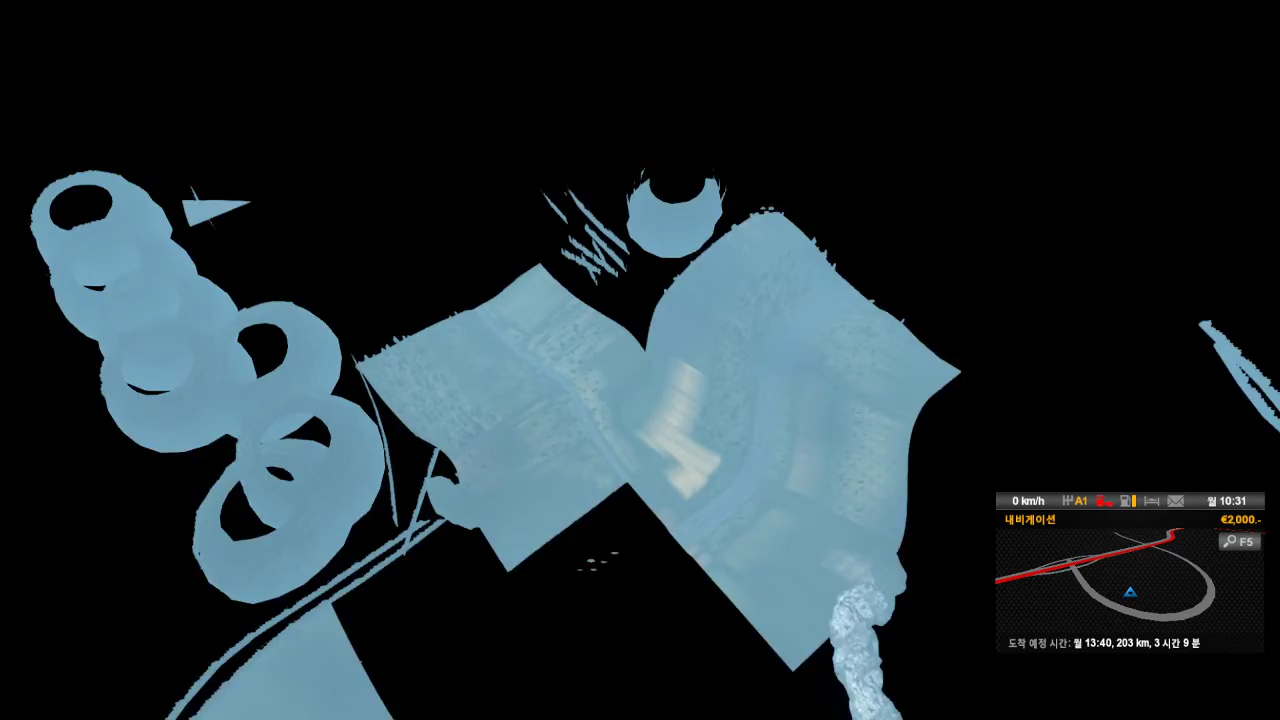 0 km/h A1 월 10:31
내비게이션 €2,000.-
F5
도착 예정 시간: 월 13:40, 203 km, 3 시간 9 분